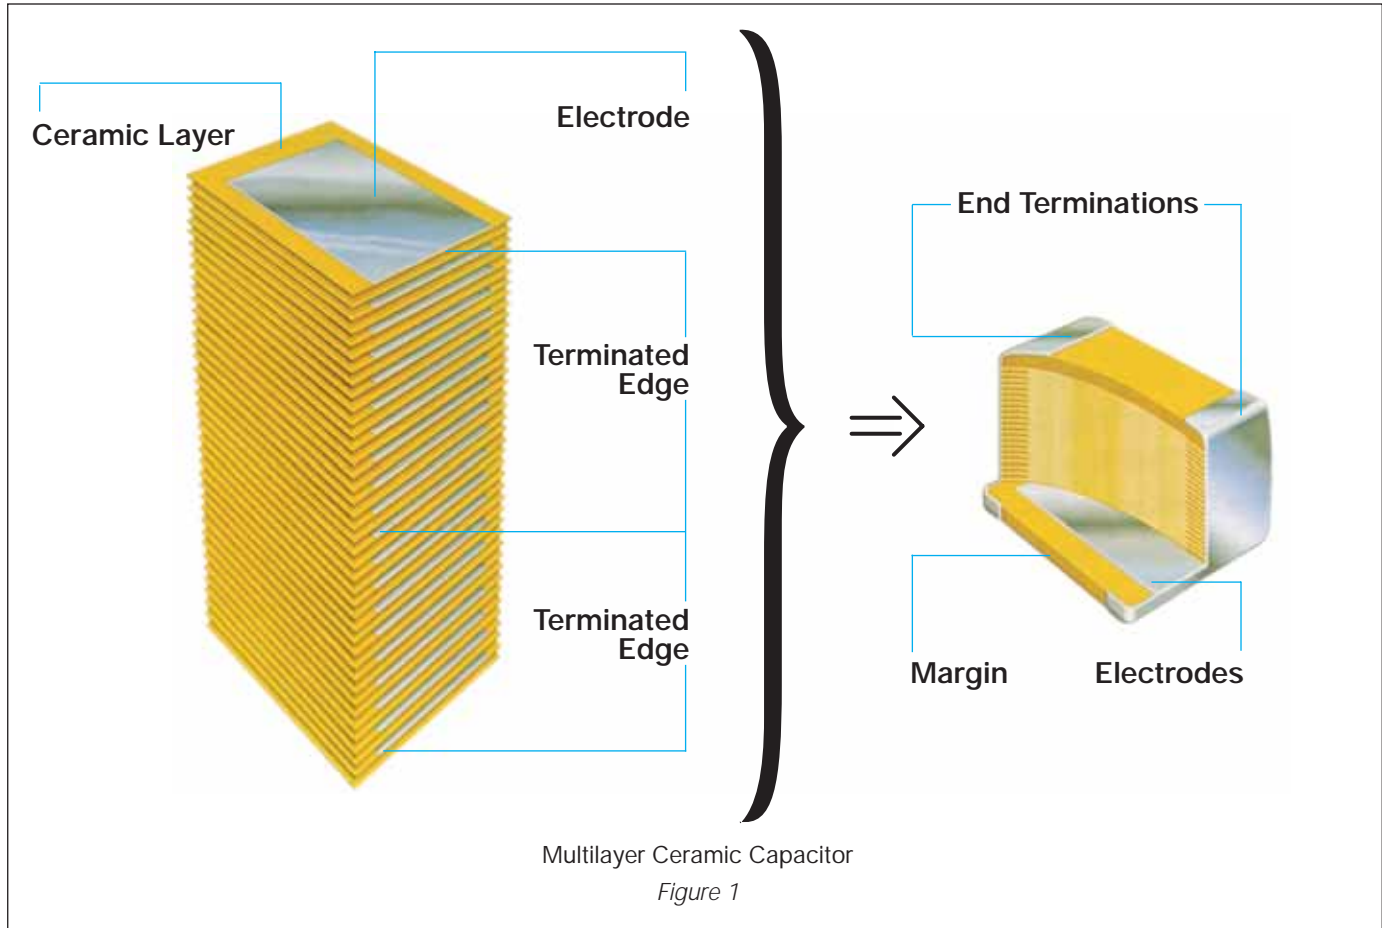 Ceramic Layer
Electrode
Terminated
Edge
Terminated
Edge
End Terminations
Margin
Electrodes
Multilayer Ceramic Capacitor
Figure 1